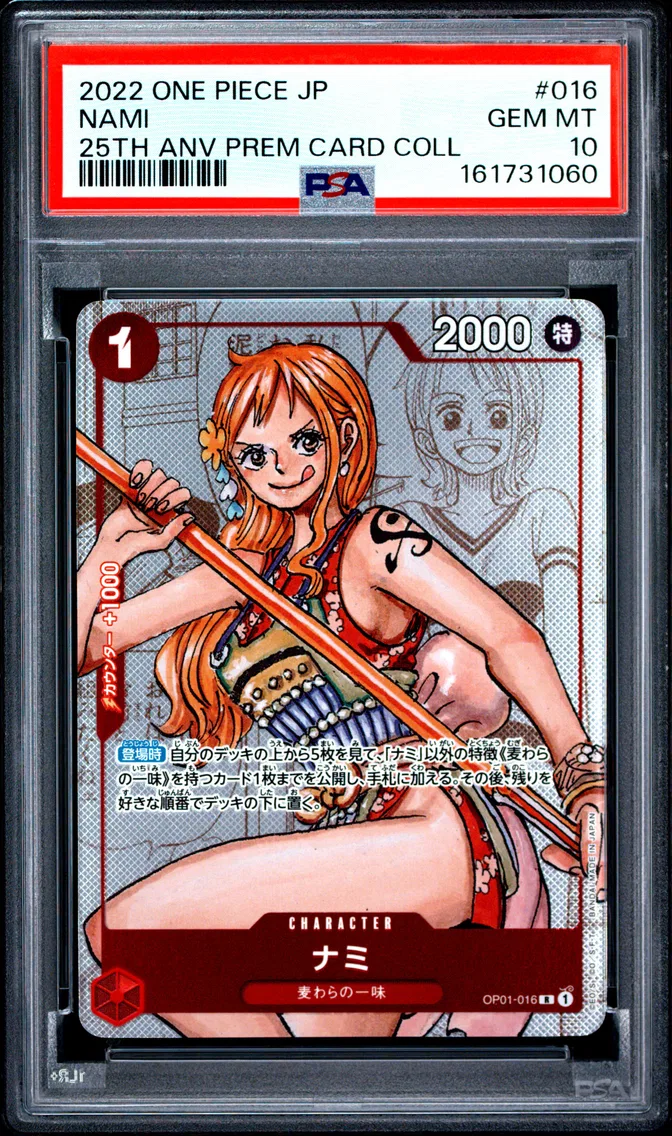 2022 ONE PIECE JP #016
NAMI GEM MT
25TH ANV PREM CARD COLL 10
PSA 161731060
1 2000 特
カウンター +1000
登場時 自分のデッキの上から5枚を見て、「ナミ」以外の特徴《麦わら
の一味》を持つカード1枚までを公開し、手札に加える。その後、残りを
好きな順番でデッキの下に置く。
CHARACTER
ナミ
麦わらの一味
OP01-016 R 1
BANDAI MADE IN JAPAN
PSA